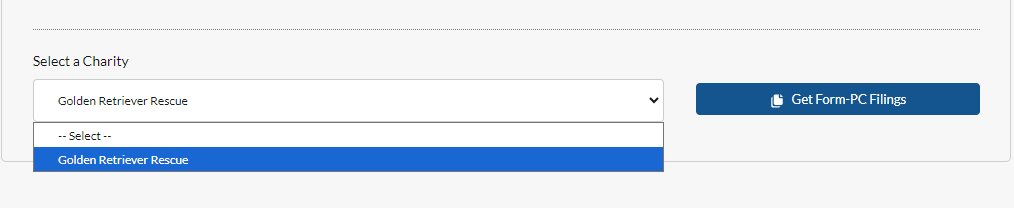 Select a Charity
Golden Retriever Rescue
Get Form-PC Filings
-- Select --
Golden Retriever Rescue